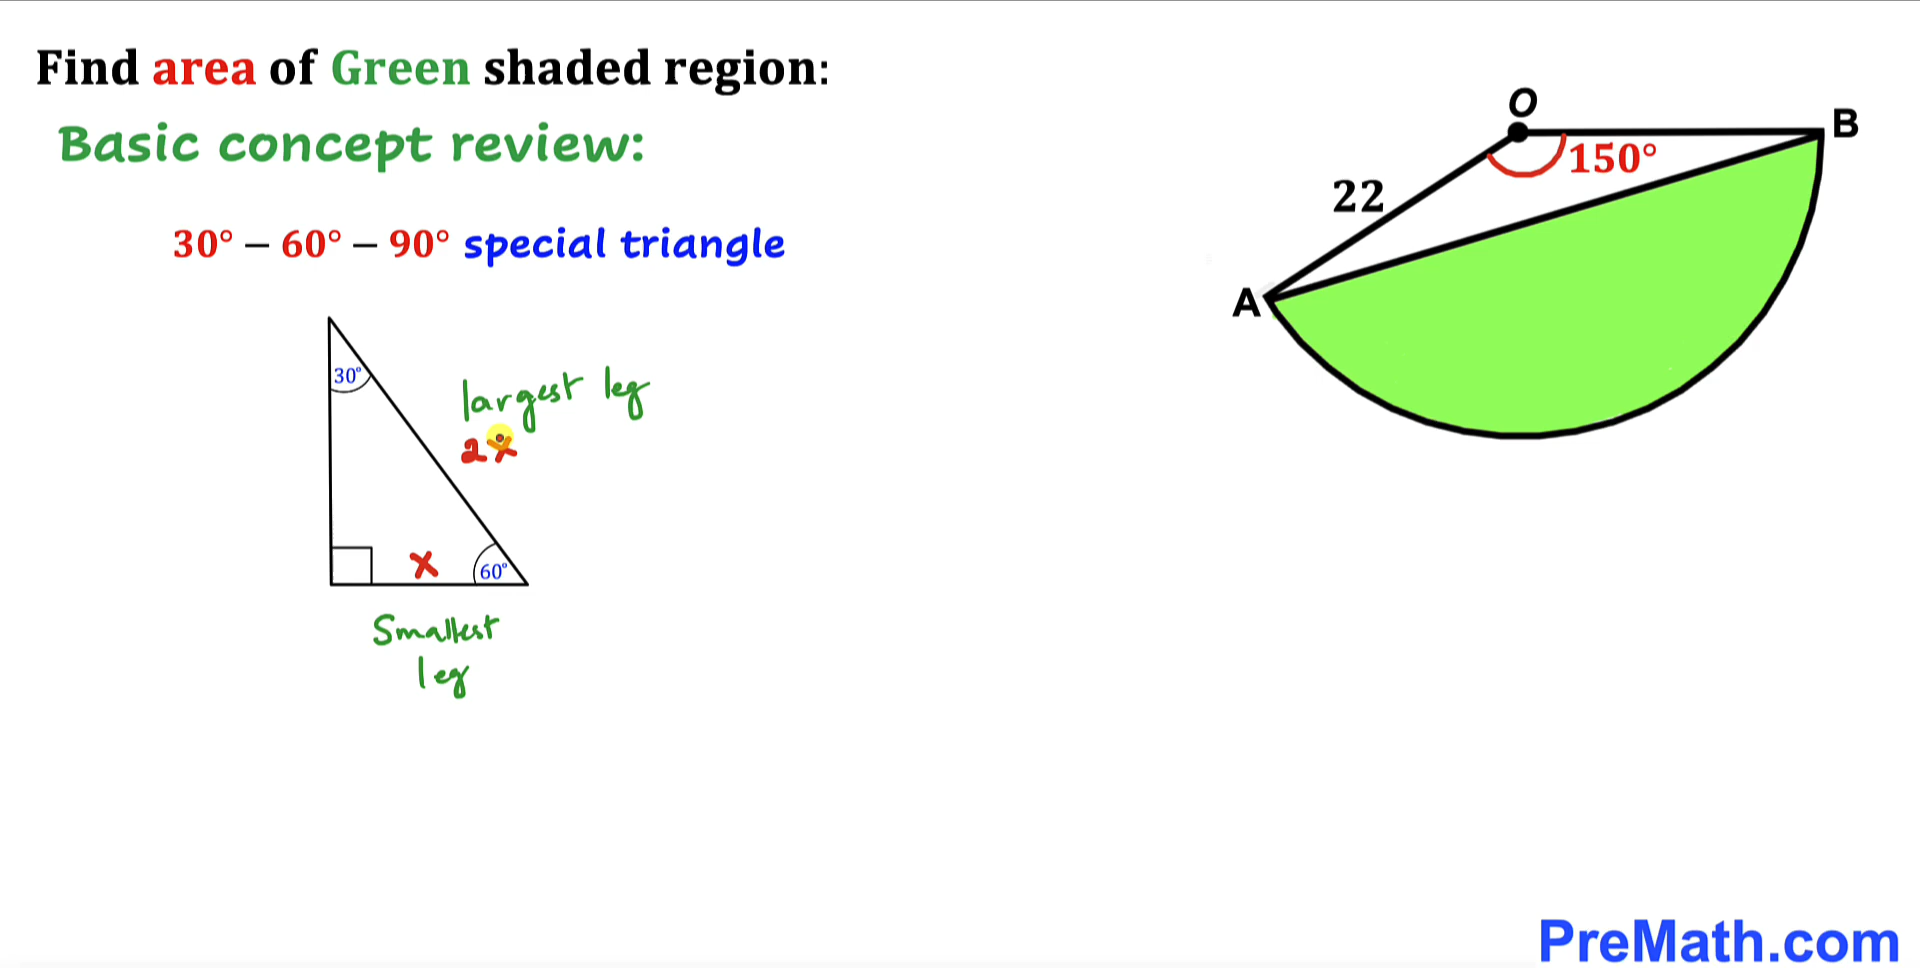 Find area of Green shaded region:
Basic concept review:
30° – 60° – 90° special triangle
30°
largest leg
2x
x
60°
Smallest
leg
O
B
150°
22
A
PreMath.com